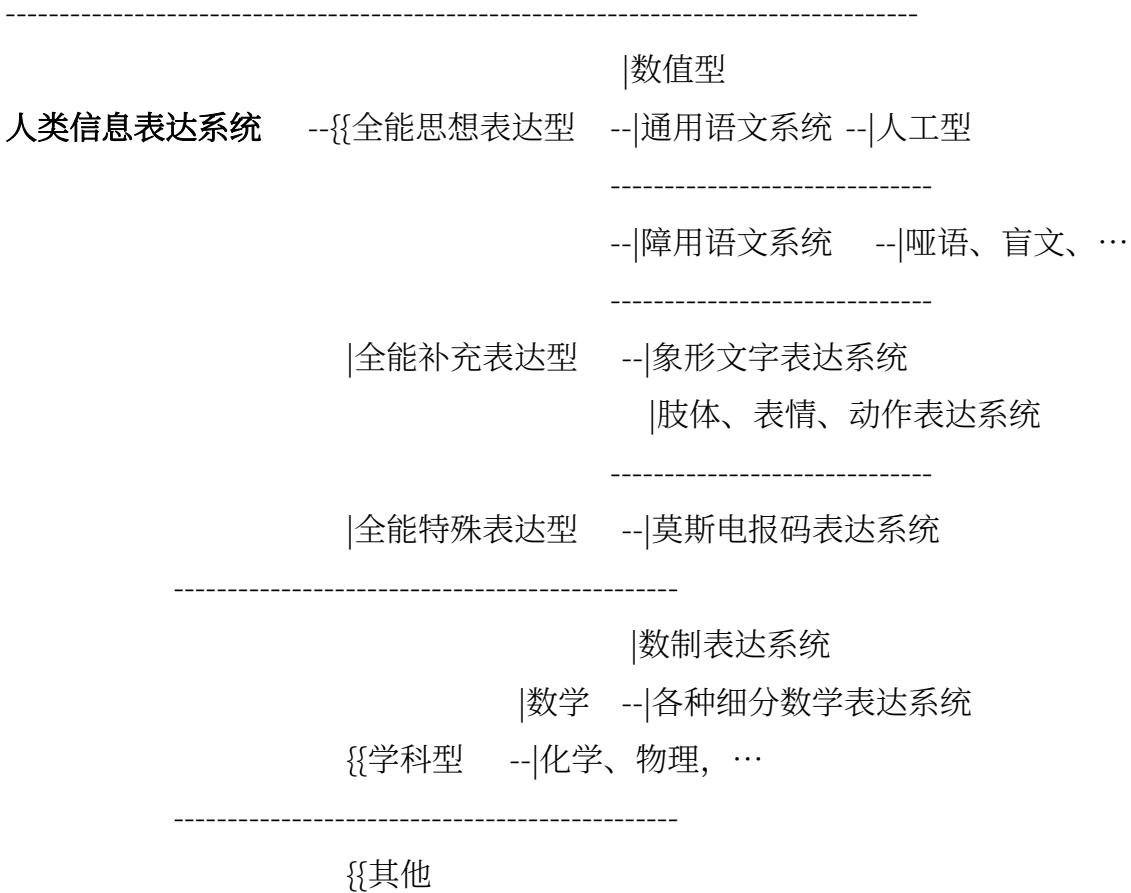 --------------------------------------------------------------------------------------
|数值型
人类信息表达系统 --{{全能思想表达型 --|通用语文系统 --|人工型
------------------------------
--|障用语文系统 --|哑语、盲文、…
------------------------------
|全能补充表达型 --|象形文字表达系统
|肢体、表情、动作表达系统
------------------------------
|全能特殊表达型 --|莫斯电报码表达系统
-----------------------------------------------
|数制表达系统
|数学 --|各种细分数学表达系统
{{学科型 --|化学、物理，…
-----------------------------------------------
{{其他